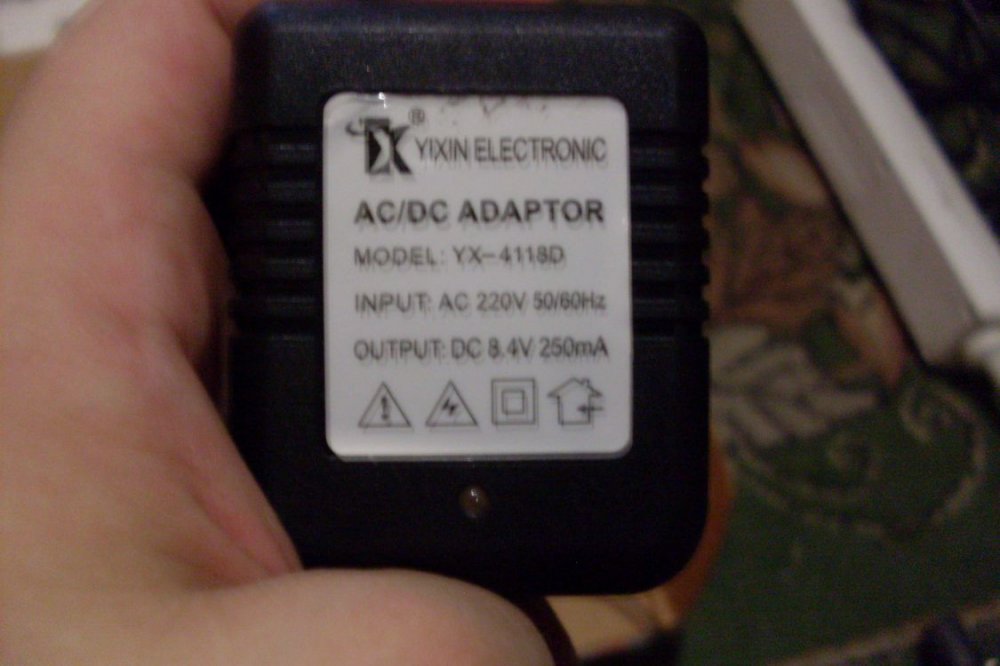 ® YIXIN ELECTRONIC
AC/DC ADAPTOR
MODEL: YX-4118D
INPUT: AC 220V 50/60Hz
OUTPUT: DC 8.4V 250mA